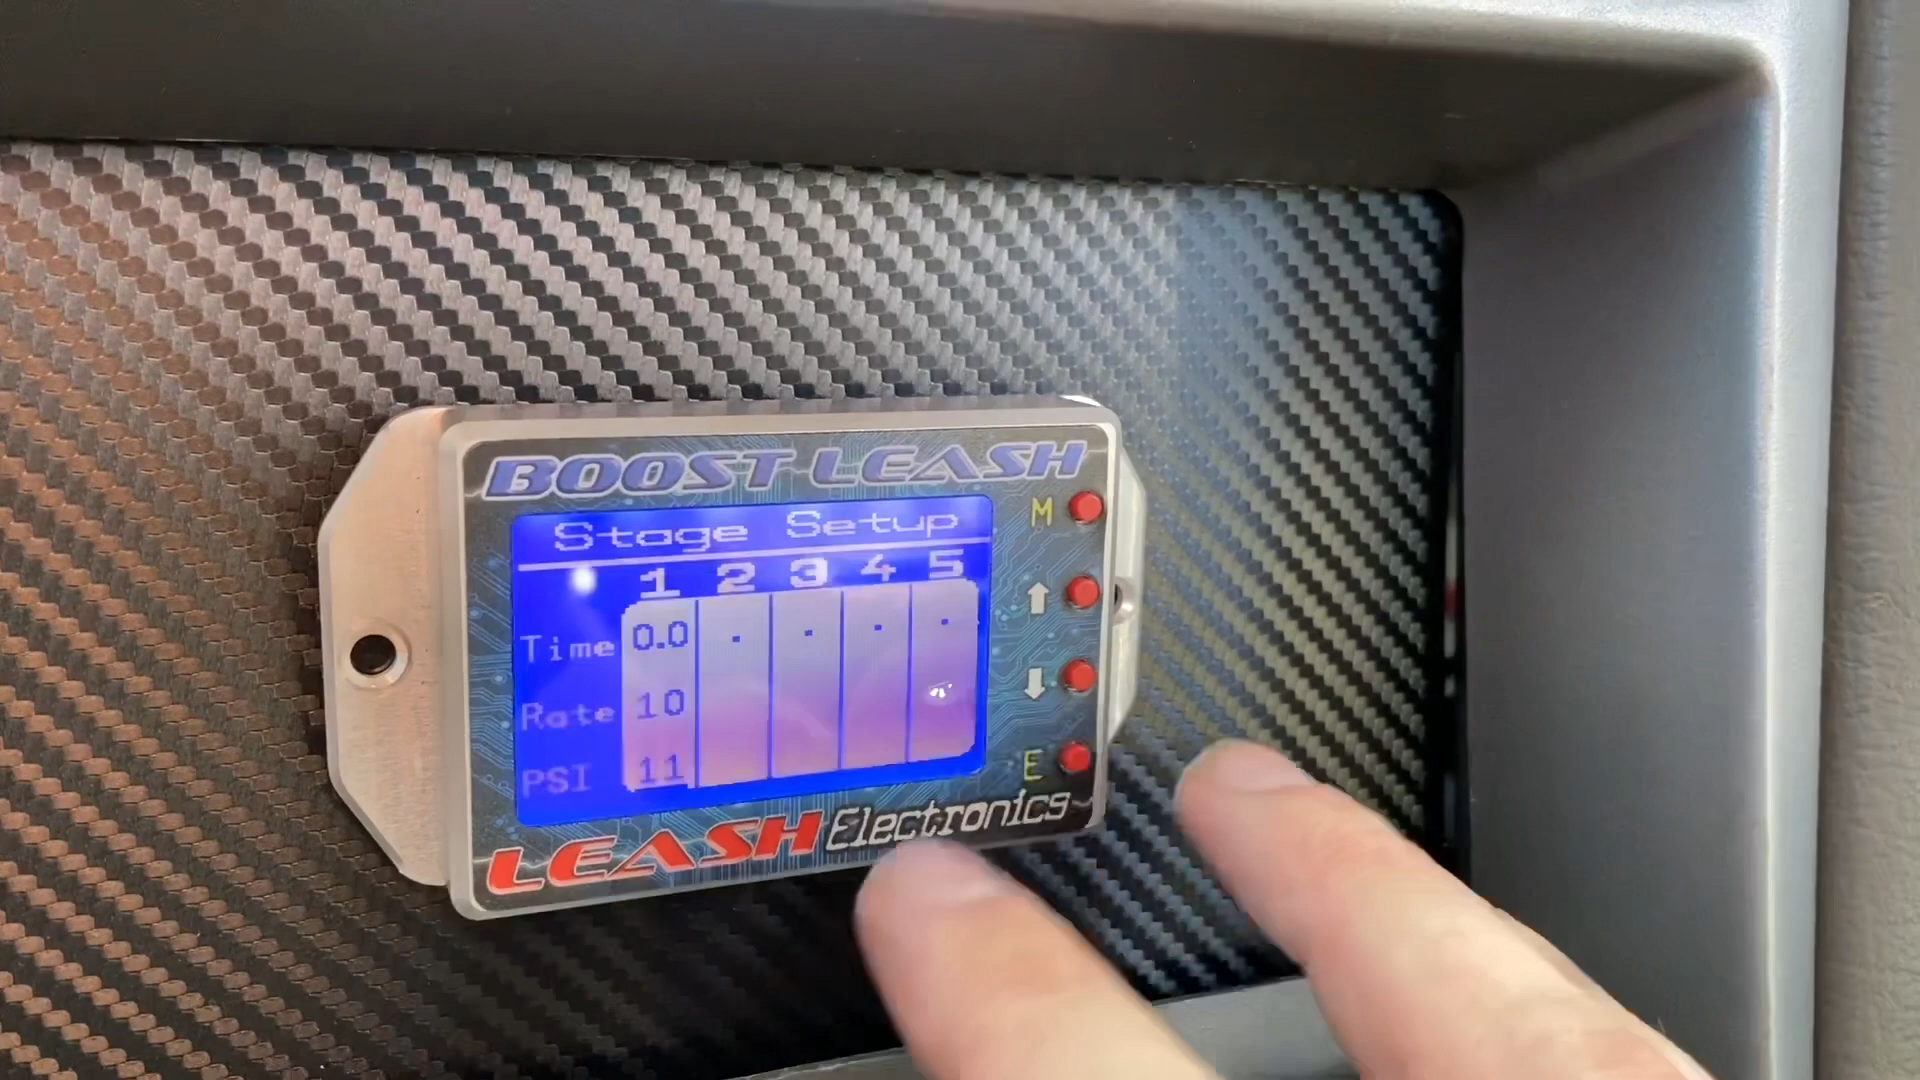 BOOST LEASH
M
Stage Setup
1 2 3 4 5
Time 0.0 . . . .
Rate 10
PSI 11
E
LEASH Electronics